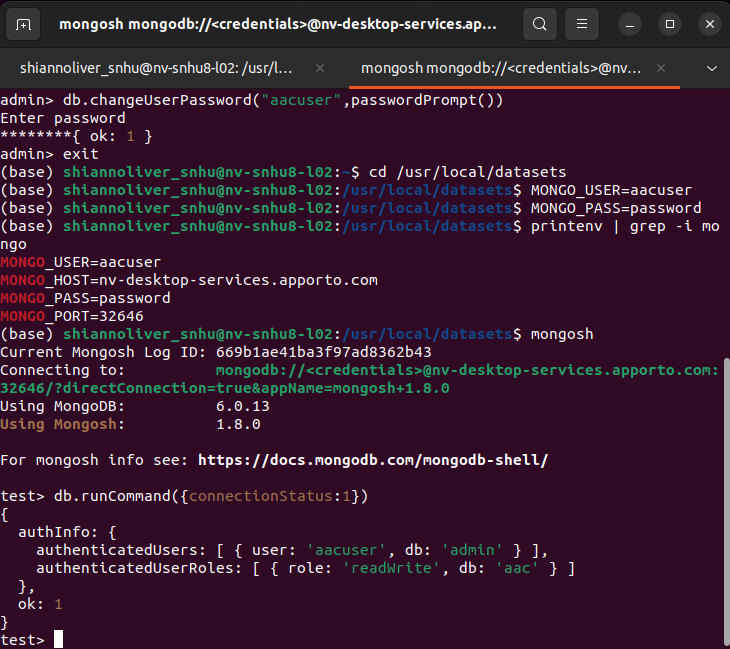 mongosh mongodb://<credentials>@nv-desktop-services.ap...
shiannoliver_snhu@nv-snhu8-l02: /usr/l...
mongosh mongodb://<credentials>@nv...
admin> db.changeUserPassword("aacuser",passwordPrompt())
Enter password
********{ ok: 1 }
admin> exit
(base) shiannoliver_snhu@nv-snhu8-l02:~$ cd /usr/local/datasets
(base) shiannoliver_snhu@nv-snhu8-l02:/usr/local/datasets$ MONGO_USER=aacuser
(base) shiannoliver_snhu@nv-snhu8-l02:/usr/local/datasets$ MONGO_PASS=password
(base) shiannoliver_snhu@nv-snhu8-l02:/usr/local/datasets$ printenv | grep -i mo
ngo
MONGO_USER=aacuser
MONGO_HOST=nv-desktop-services.apporto.com
MONGO_PASS=password
MONGO_PORT=32646
(base) shiannoliver_snhu@nv-snhu8-l02:/usr/local/datasets$ mongosh
Current Mongosh Log ID: 669b1ae41ba3f97ad8362b43
Connecting to:          mongodb://<credentials>@nv-desktop-services.apporto.com:
32646/?directConnection=true&appName=mongosh+1.8.0
Using MongoDB:          6.0.13
Using Mongosh:          1.8.0
For mongosh info see: https://docs.mongodb.com/mongodb-shell/
test> db.runCommand({connectionStatus:1})
{
  authInfo: {
    authenticatedUsers: [ { user: 'aacuser', db: 'admin' } ],
    authenticatedUserRoles: [ { role: 'readWrite', db: 'aac' } ]
  },
  ok: 1
}
test>